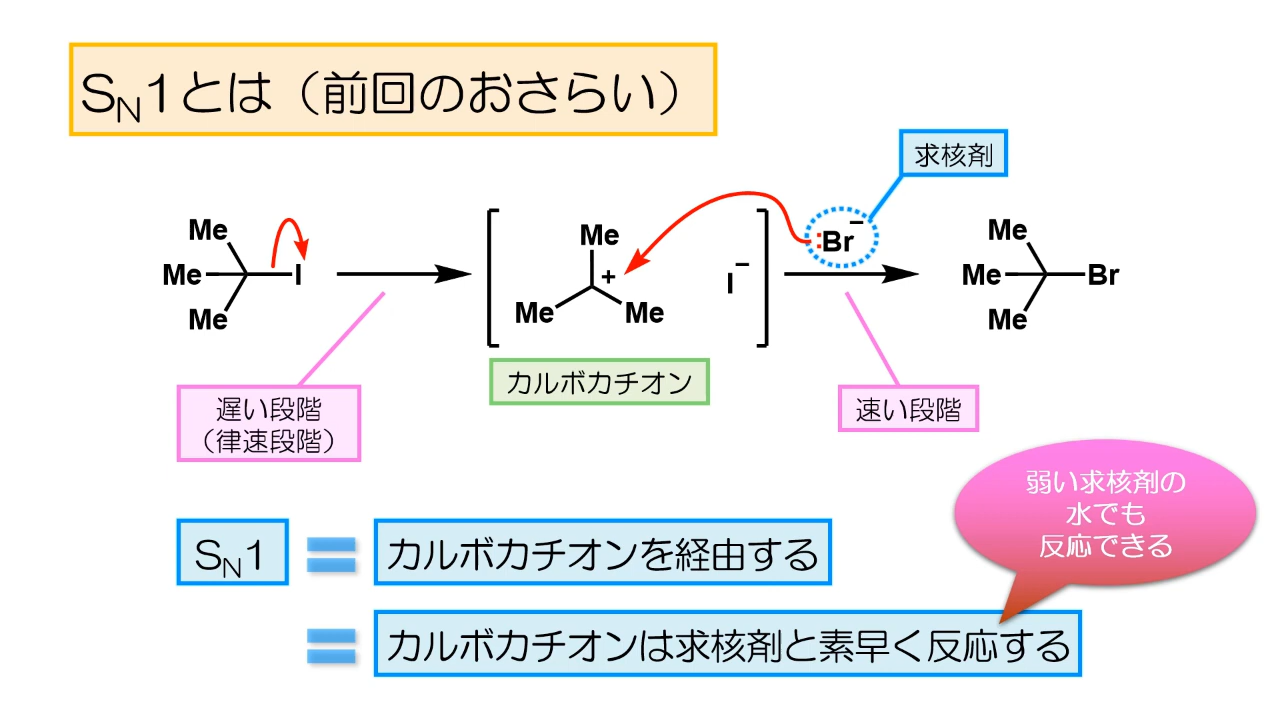 SN1とは（前回のおさらい）
求核剤
Me
Me
I
Me
Me
+
Me
Me
I−
:Br−
Me
Me
Br
Me
カルボカチオン
遅い段階
（律速段階）
速い段階
弱い求核剤の
水でも
反応できる
SN1
=
カルボカチオンを経由する
=
カルボカチオンは求核剤と素早く反応する